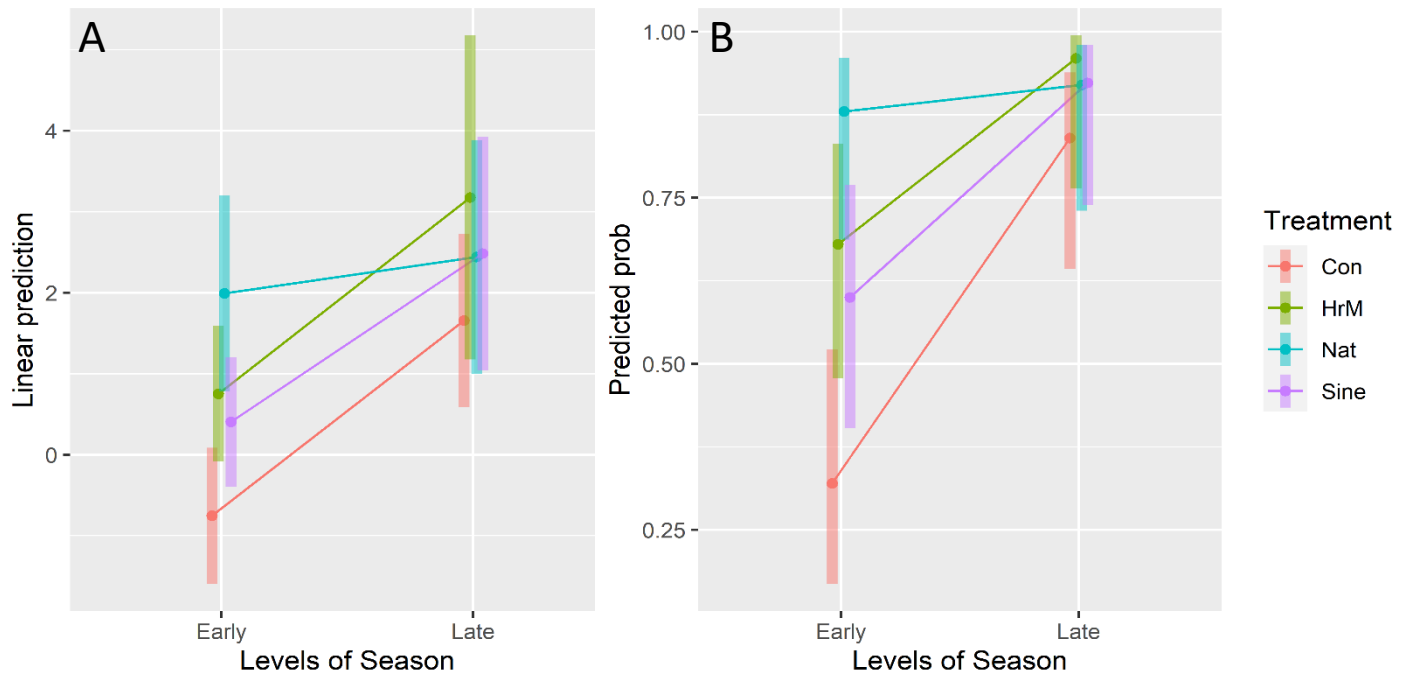 A
Linear prediction
4
2
0
Early
Late
Levels of Season
B
Predicted prob
1.00
0.75
0.50
0.25
Early
Late
Levels of Season
Treatment
Con
HrM
Nat
Sine